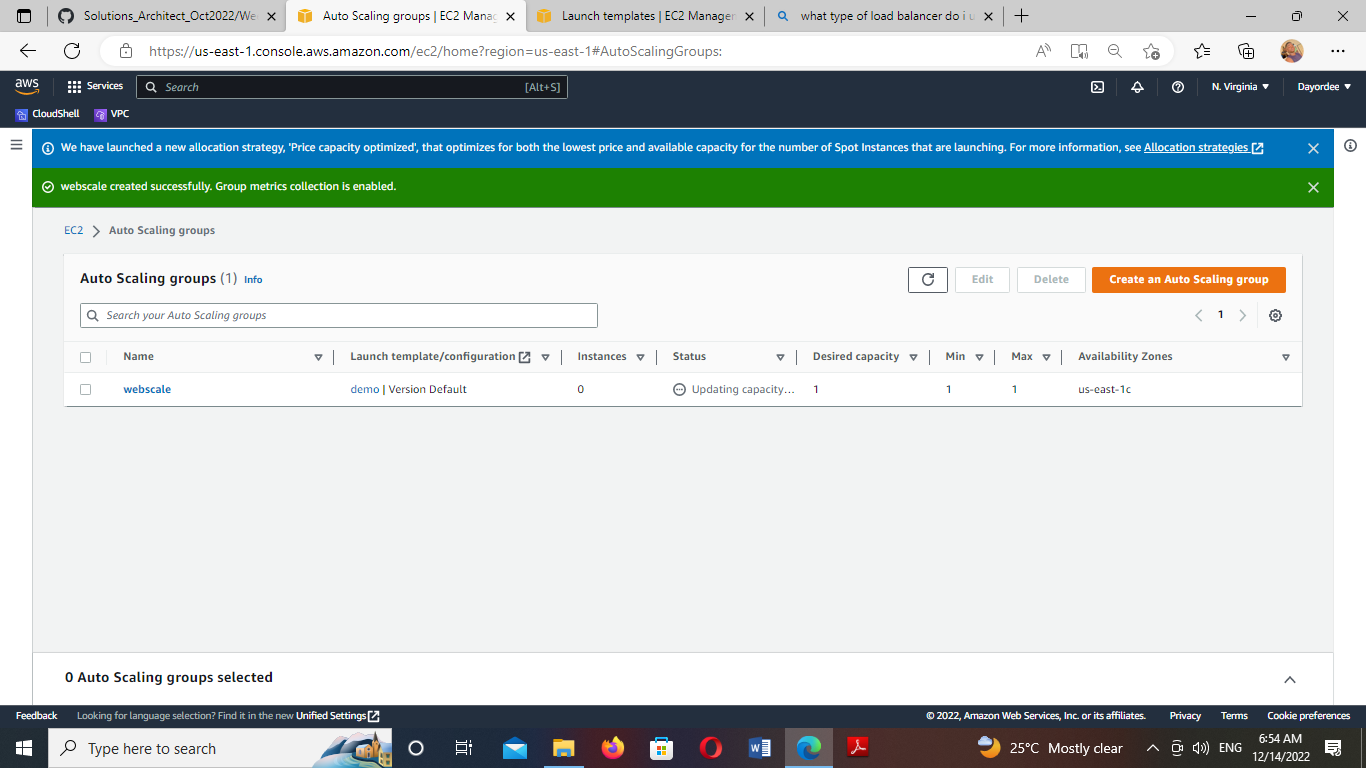 Solutions_Architect_Oct2022/We
Auto Scaling groups | EC2 Manag
Launch templates | EC2 Manager
what type of load balancer do i u
https://us-east-1.console.aws.amazon.com/ec2/home?region=us-east-1#AutoScalingGroups:
aws
Services
Search
[Alt+S]
N. Virginia
Dayordee
CloudShell
VPC
We have launched a new allocation strategy, 'Price capacity optimized', that optimizes for both the lowest price and available capacity for the number of Spot Instances that are launching. For more information, see Allocation strategies
webscale created successfully. Group metrics collection is enabled.
EC2 Auto Scaling groups
Auto Scaling groups (1) Info
Edit
Delete
Create an Auto Scaling group
Search your Auto Scaling groups
1
Name Launch template/configuration Instances Status Desired capacity Min Max Availability Zones
webscale demo | Version Default 0 Updating capacity... 1 1 1 us-east-1c
0 Auto Scaling groups selected
Feedback Looking for language selection? Find it in the new Unified Settings © 2022, Amazon Web Services, Inc. or its affiliates. Privacy Terms Cookie preferences
Type here to search
25°C Mostly clear
ENG
6:54 AM
12/14/2022